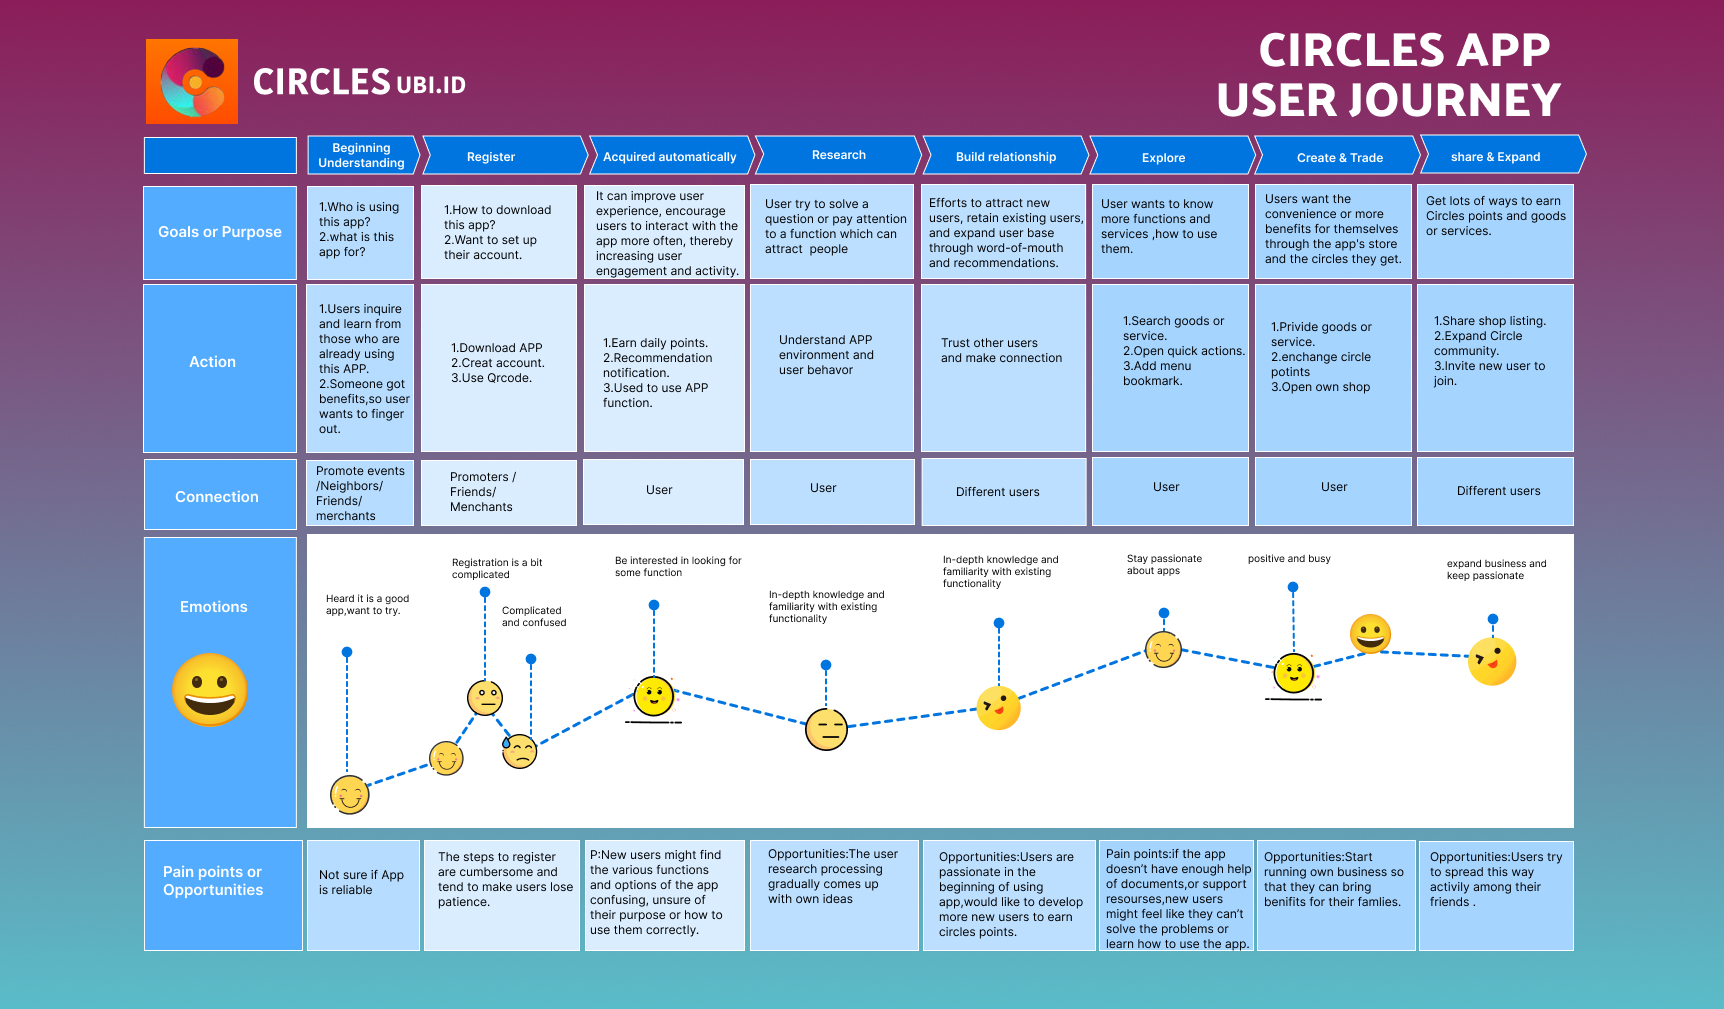 CIRCLES UBI.ID
CIRCLES APP
USER JOURNEY
Beginning
Understanding
Register
Acquired automatically
Research
Build relationship
Explore
Create & Trade
share & Expand
Goals or Purpose
1.Who is using
this app?
2.what is this
app for?
1.How to download
this app?
2.Want to set up
their account.
It can improve user
experience, encourage
users to interact with the
app more often, thereby
increasing user
engagement and activity.
User try to solve a
question or pay attention
to a function which can
attract people
Efforts to attract new
users, retain existing users,
and expand user base
through word-of-mouth
and recommendations.
User wants to know
more functions and
services ,how to use
them.
Users want the
convenience or more
benefits for themselves
through the app's store
and the circles they get.
Get lots of ways to earn
Circles points and goods
or services.
Action
1.Users inquire
and learn from
those who are
already using
this APP.
2.Someone got
benefits,so user
wants to finger
out.
1.Download APP
2.Creat account.
3.Use Qrcode.
1.Earn daily points.
2.Recommendation
notification.
3.Used to use APP
function.
Understand APP
environment and
user behavor
Trust other users
and make connection
1.Search goods or
service.
2.Open quick actions.
3.Add menu
bookmark.
1.Privide goods or
service.
2.enchange circle
potints
3.Open own shop
1.Share shop listing.
2.Expand Circle
community.
3.Invite new user to
join.
Connection
Promote events
/Neighbors/
Friends/
merchants
Promoters /
Friends/
Menchants
User
User
Different users
User
User
Different users
Emotions
Heard it is a good
app,want to try.
Registration is a bit
complicated
Complicated
and confused
Be interested in looking for
some function
In-depth knowledge and
familiarity with existing
functionality
In-depth knowledge and
familiarity with existing
functionality
Stay passionate
about apps
positive and busy
expand business and
keep passionate
Pain points or
Opportunities
Not sure if App
is reliable
The steps to register
are cumbersome and
tend to make users lose
patience.
P:New users might find
the various functions
and options of the app
confusing, unsure of
their purpose or how to
use them correctly.
Opportunities:The user
research processing
gradually comes up
with own ideas
Opportunities:Users are
passionate in the
beginning of using
app,would like to develop
more new users to earn
circles points.
Pain points:if the app
doesn't have enough help
of documents,or support
resourses,new users
might feel like they can't
solve the problems or
learn how to use the app.
Opportunities:Start
running own business so
that they can bring
benifits for their famlies.
Opportunities:Users try
to spread this way
activily among their
friends .